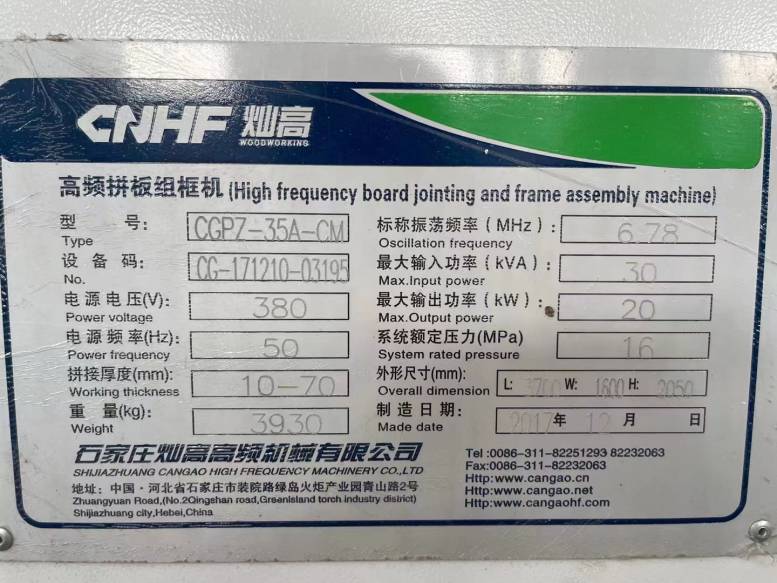 CNHF 灿高
WOODWORKING
高频拼板组框机 (High frequency board jointing and frame assembly machine)
型 号: CGPZ-35A-CM
Type
设 备 码: CG-171210-03195
No.
电 源 电 压(V): 380
Power voltage
电 源 频 率(Hz): 50
Power frequency
拼接厚度(mm): 10-70
Working thickness
重 量(kg): 3930
Weight
标称振荡频率 ( MHz ) : 6.78
Oscillation frequency
最大输入功率 ( kVA ) : 30
Max.Input power
最大输出功率 ( kW ) : 20
Max.Output power
系统额定压力(MPa) 16
System rated pressure
外形尺寸(mm): L: 3700 W: 1600 H: 2050
Overall dimension
制 造 日 期: 2017年 12月 日
Made date
石家庄灿高高频机械有限公司
SHIJIAZHUANG CANGAO HIGH FREQUENCY MACHINERY CO.,LTD
地址: 中国·河北省石家庄市装院路绿岛火炬产业园青山路2号
Zhuangyuan Road,(No.2Qingshan road,Greenisland torch industry district)
Shijiazhuang city,Hebei,China
Tel :0086-311-82251293 82232063
Fax:0086-311-82232063
Http:www.cangao.cn
Http:www.cangao.net
Http:www.cangaohf.com